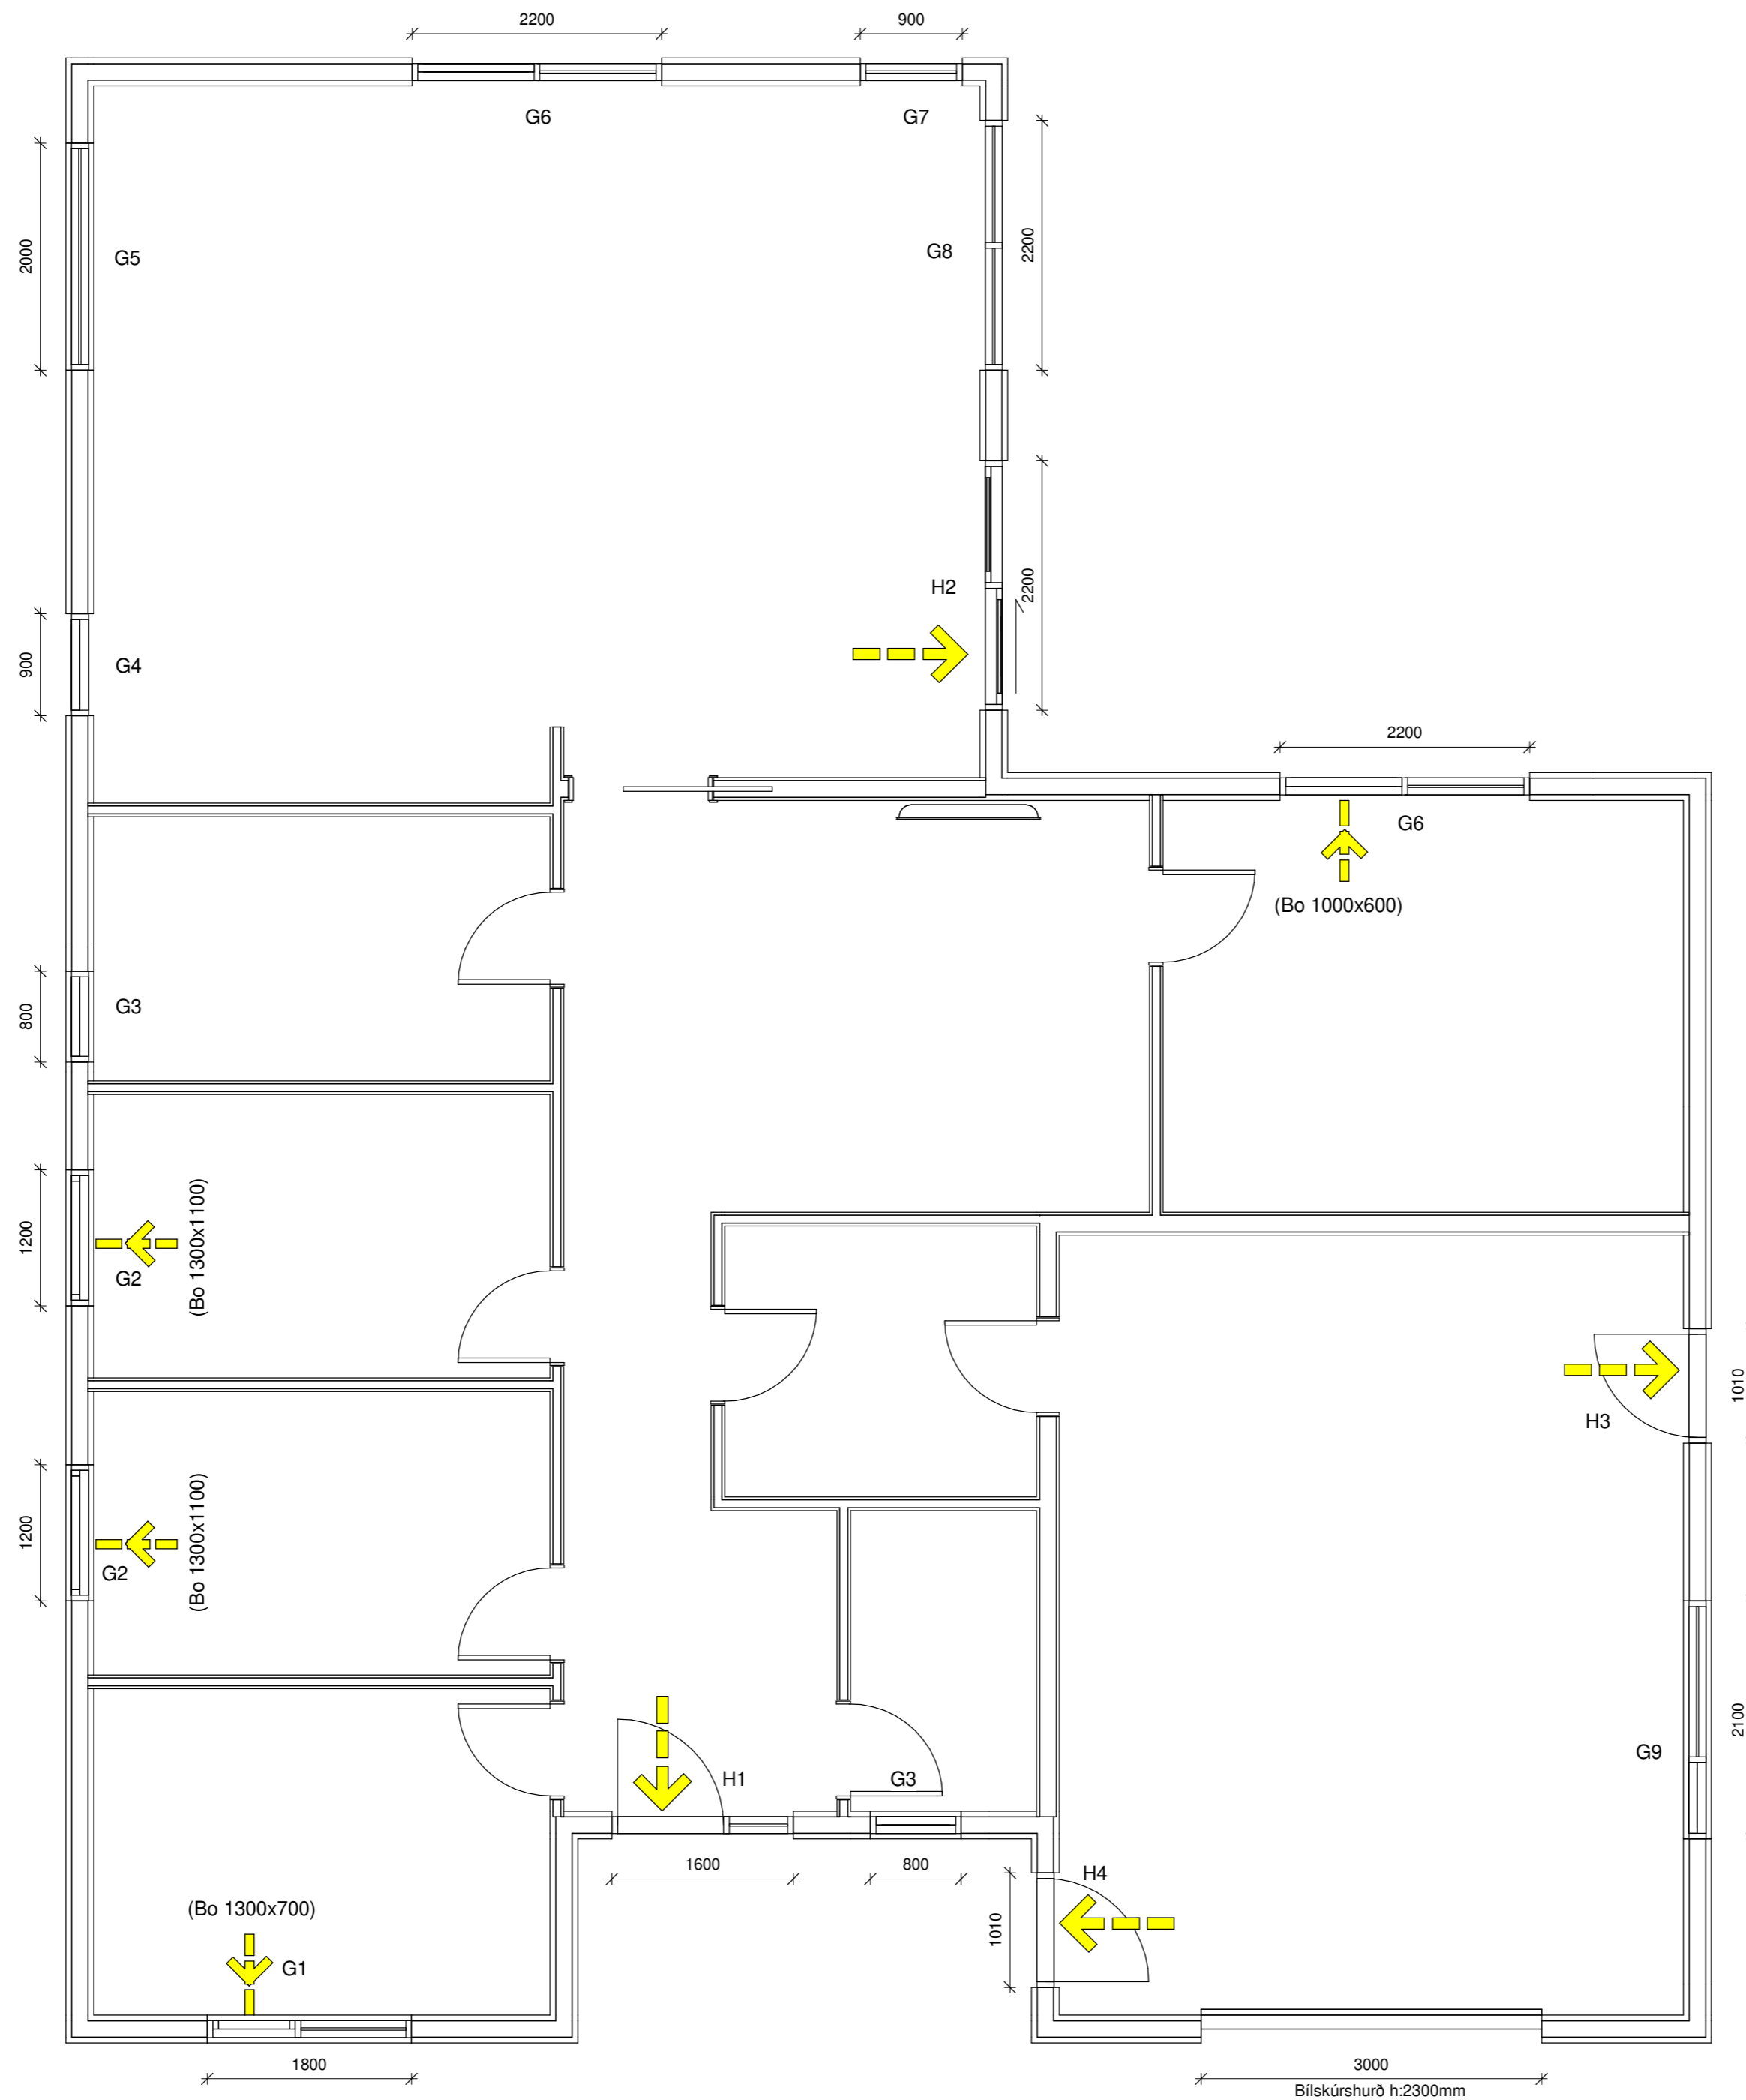 2200
900
G6
G7
2000
G5
G8
2200
H2
2200
900
G4
2200
G6
(Bo 1000x600)
800
G3
1200
(Bo 1300x1100)
G2
1010
H3
1200
(Bo 1300x1100)
G2
2100
G9
H1
G3
1600
800
H4
1010
(Bo 1300x700)
G1
1800
3000
Bílskúrshurð h:2300mm